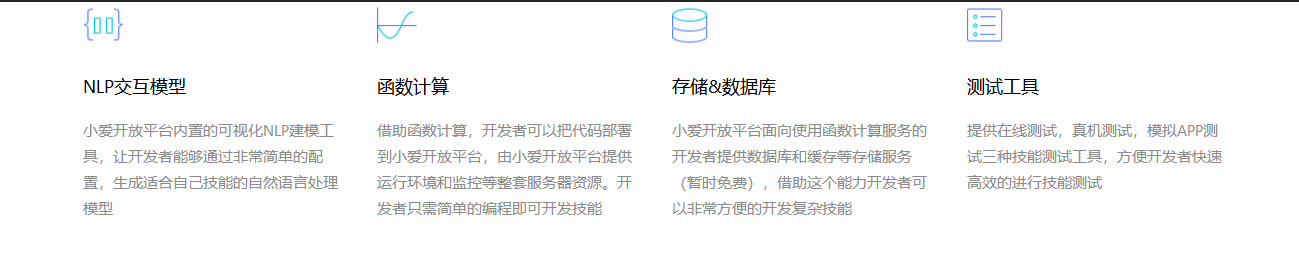 NLP交互模型
小爱开放平台内置的可视化NLP建模工
具，让开发者能够通过非常简单的配
置，生成适合自己技能的自然语言处理
模型
函数计算
借助函数计算，开发者可以把代码部署
到小爱开放平台，由小爱开放平台提供
运行环境和监控等整套服务器资源。开
发者只需简单的编程即可开发技能
存储&数据库
小爱开放平台面向使用函数计算服务的
开发者提供数据库和缓存等存储服务
（暂时免费），借助这个能力开发者可
以非常方便的开发复杂技能
测试工具
提供在线测试，真机测试，模拟APP测
试三种技能测试工具，方便开发者快速
高效的进行技能测试